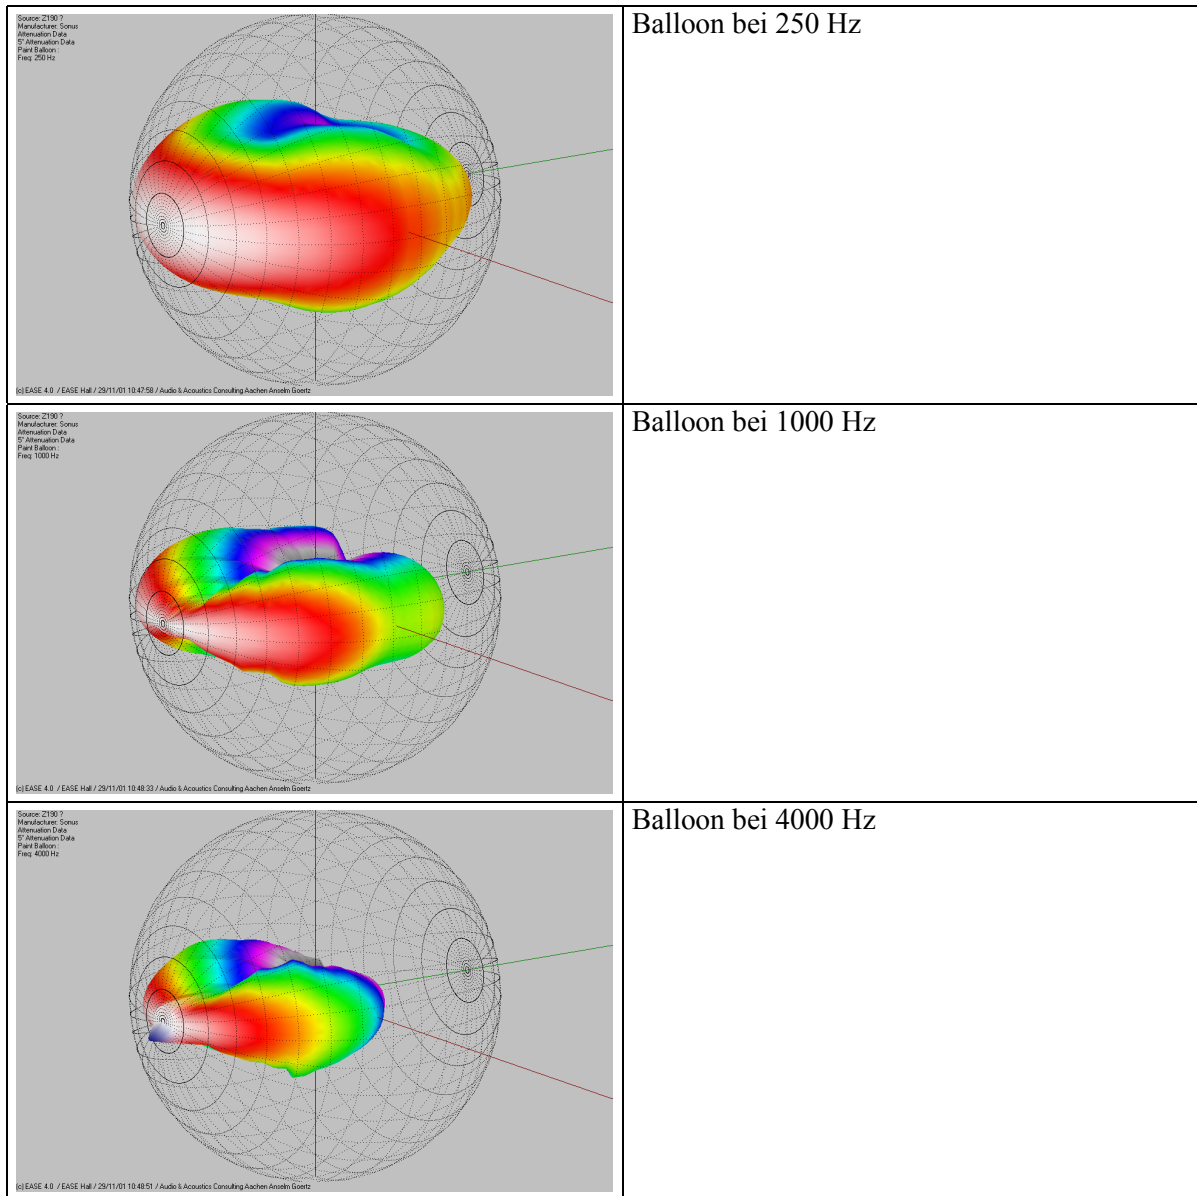 Source: Z190 ?
Manufacturer: Sonus
Attenuation Data
5° Attenuation Data
Paint Balloon :
Freq: 250 Hz
(c) EASE 4.0 / EASE Hall / 29/11/01 10:47:58 / Audio & Acoustics Consulting Aachen Anselm Goertz
Balloon bei 250 Hz
Source: Z190 ?
Manufacturer: Sonus
Attenuation Data
5° Attenuation Data
Paint Balloon :
Freq: 1000 Hz
(c) EASE 4.0 / EASE Hall / 29/11/01 10:48:33 / Audio & Acoustics Consulting Aachen Anselm Goertz
Balloon bei 1000 Hz
Source: Z190 ?
Manufacturer: Sonus
Attenuation Data
5° Attenuation Data
Paint Balloon :
Freq: 4000 Hz
(c) EASE 4.0 / EASE Hall / 29/11/01 10:48:51 / Audio & Acoustics Consulting Aachen Anselm Goertz
Balloon bei 4000 Hz